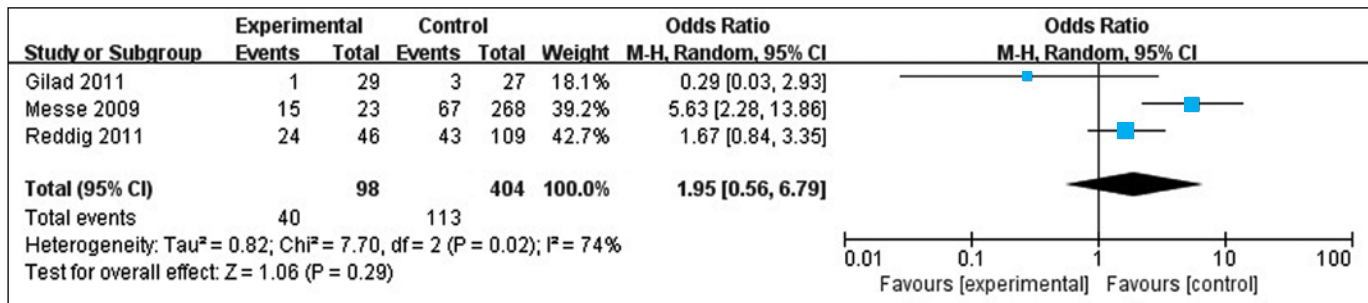 Experimental Control Odds Ratio Odds Ratio
Study or Subgroup Events Total Events Total Weight M-H, Random, 95% CI M-H, Random, 95% CI
Gilad 2011 1 29 3 27 18.1% 0.29 [0.03, 2.93]
Messe 2009 15 23 67 268 39.2% 5.63 [2.28, 13.86]
Reddig 2011 24 46 43 109 42.7% 1.67 [0.84, 3.35]
Total (95% CI) 98 404 100.0% 1.95 [0.56, 6.79]
Total events 40 113
Heterogeneity: Tau² = 0.82; Chi² = 7.70, df = 2 (P = 0.02); I² = 74%
Test for overall effect: Z = 1.06 (P = 0.29)
0.01 0.1 1 10 100
Favours [experimental] Favours [control]